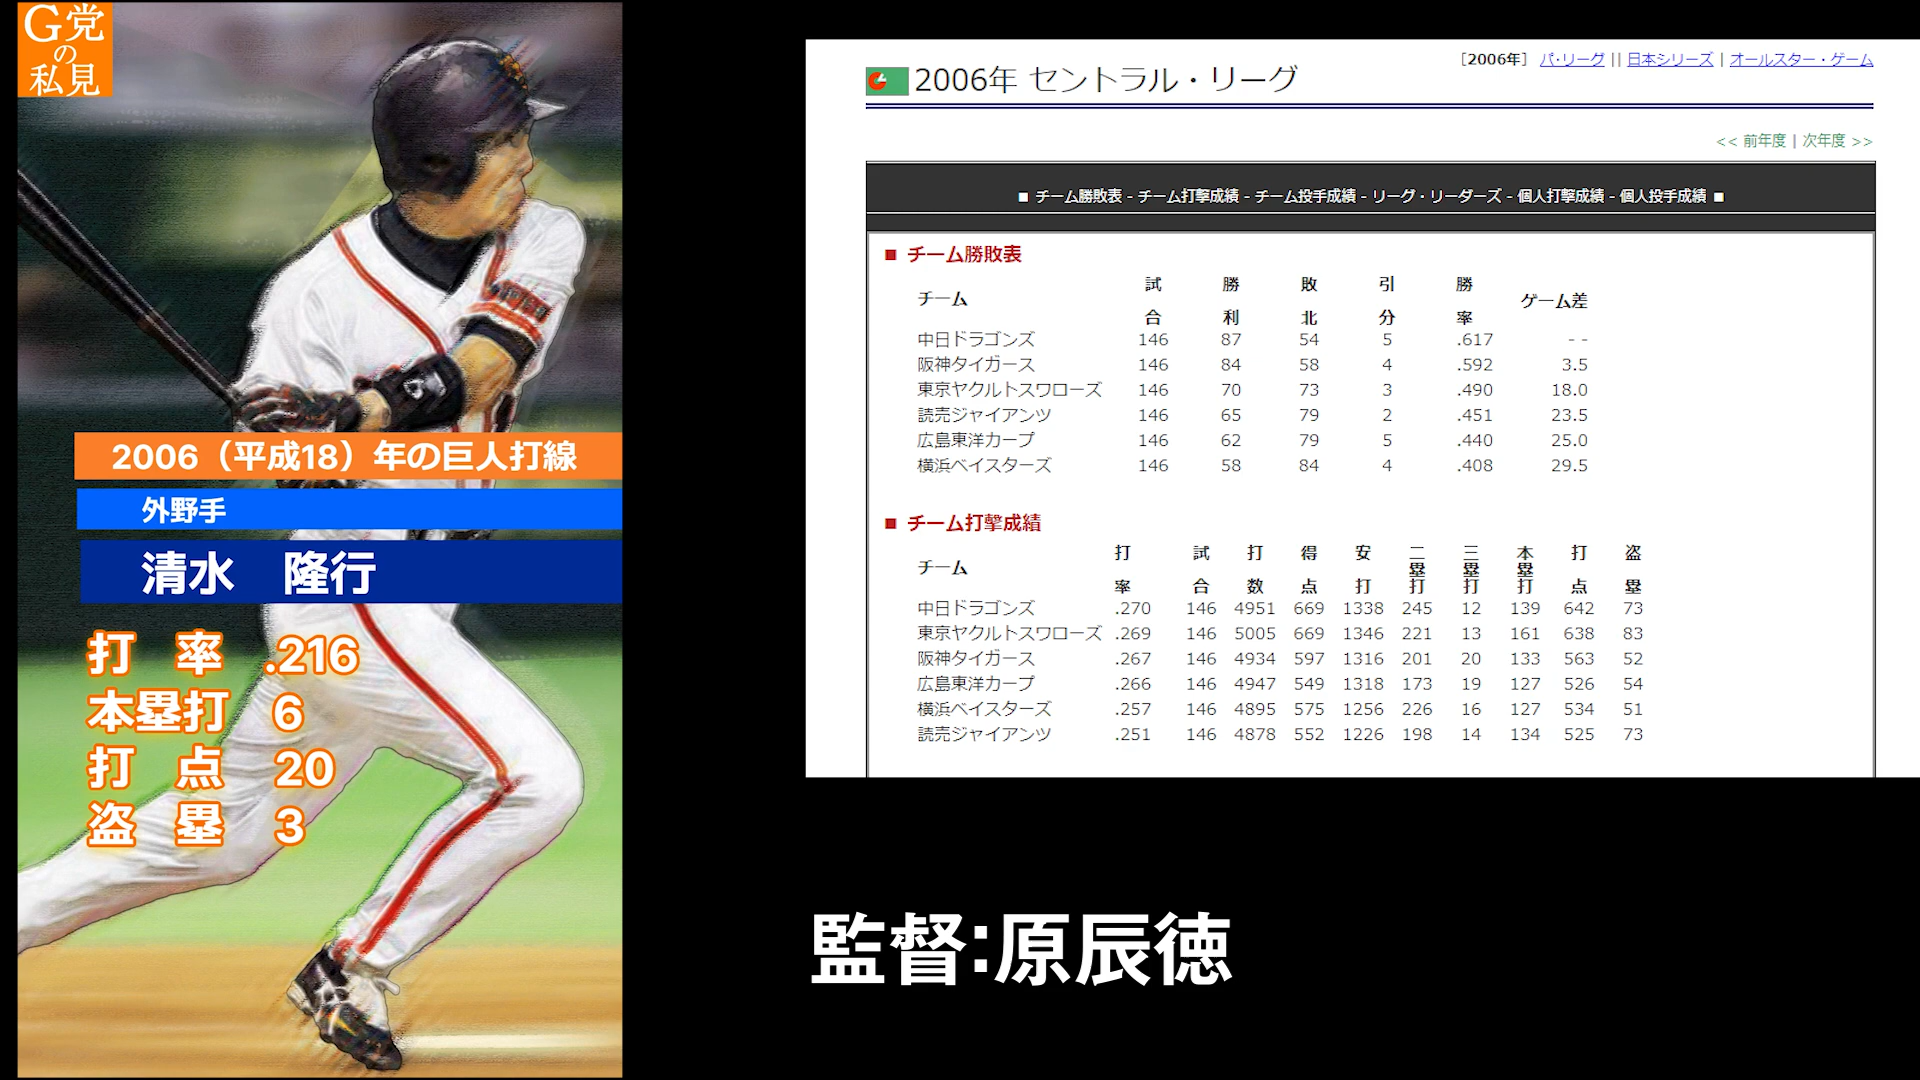 G党
の
私見
2006（平成18）年の巨人打線
外野手
清水 隆行
打 率 .216
本塁打 6
打 点 20
盗 塁 3
［2006年］ パ・リーグ || 日本シリーズ | オールスター・ゲーム
2006年 セントラル・リーグ
<< 前年度 | 次年度 >>
■ チーム勝敗表 - チーム打撃成績 - チーム投手成績 - リーグ・リーダーズ - 個人打撃成績 - 個人投手成績 ■
■ チーム勝敗表
チーム 試合 勝利 敗北 引分 勝率 ゲーム差
中日ドラゴンズ 146 87 54 5 .617 - -
阪神タイガース 146 84 58 4 .592 3.5
東京ヤクルトスワローズ 146 70 73 3 .490 18.0
読売ジャイアンツ 146 65 79 2 .451 23.5
広島東洋カープ 146 62 79 5 .440 25.0
横浜ベイスターズ 146 58 84 4 .408 29.5
■ チーム打撃成績
チーム 打率 試合 打数 得点 安打 二塁打 三塁打 本塁打 打点 盗塁
中日ドラゴンズ .270 146 4951 669 1338 245 12 139 642 73
東京ヤクルトスワローズ .269 146 5005 669 1346 221 13 161 638 83
阪神タイガース .267 146 4934 597 1316 201 20 133 563 52
広島東洋カープ .266 146 4947 549 1318 173 19 127 526 54
横浜ベイスターズ .257 146 4895 575 1256 226 16 127 534 51
読売ジャイアンツ .251 146 4878 552 1226 198 14 134 525 73
監督:原辰徳